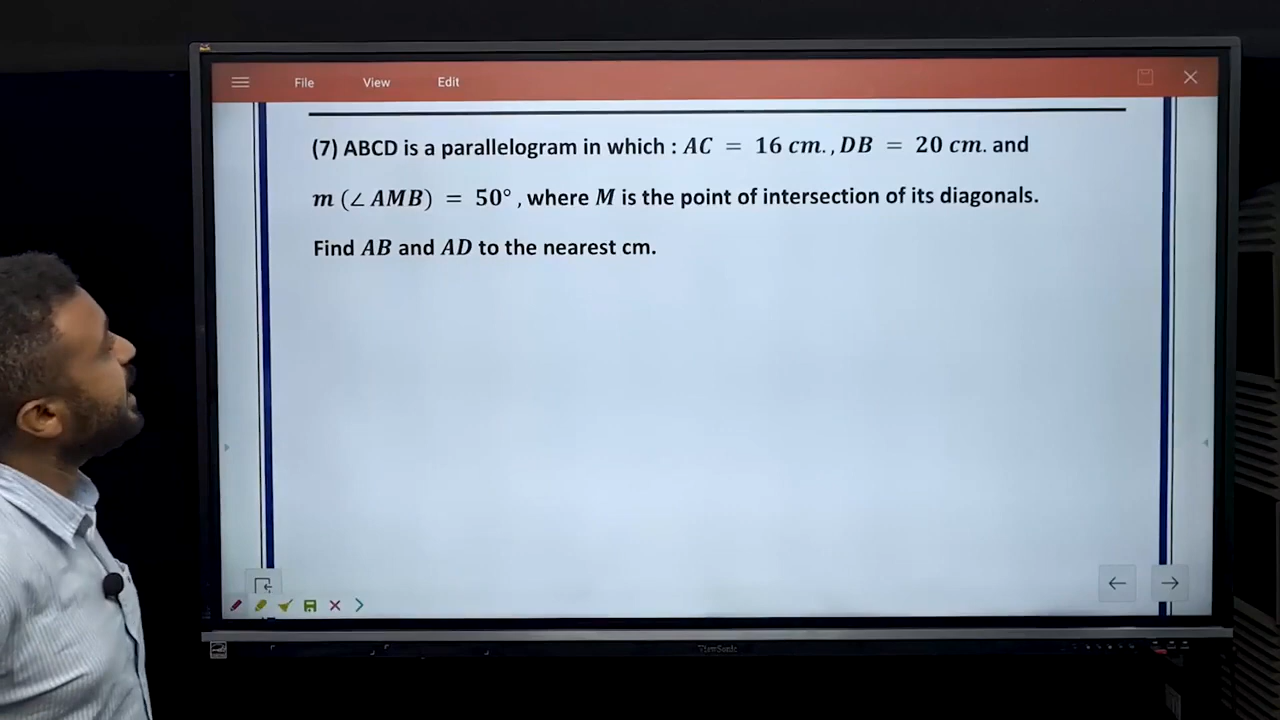 File View Edit
(7) ABCD is a parallelogram in which : AC = 16 cm. , DB = 20 cm. and
m (∠ AMB) = 50° , where M is the point of intersection of its diagonals.
Find AB and AD to the nearest cm.
ViewSonic